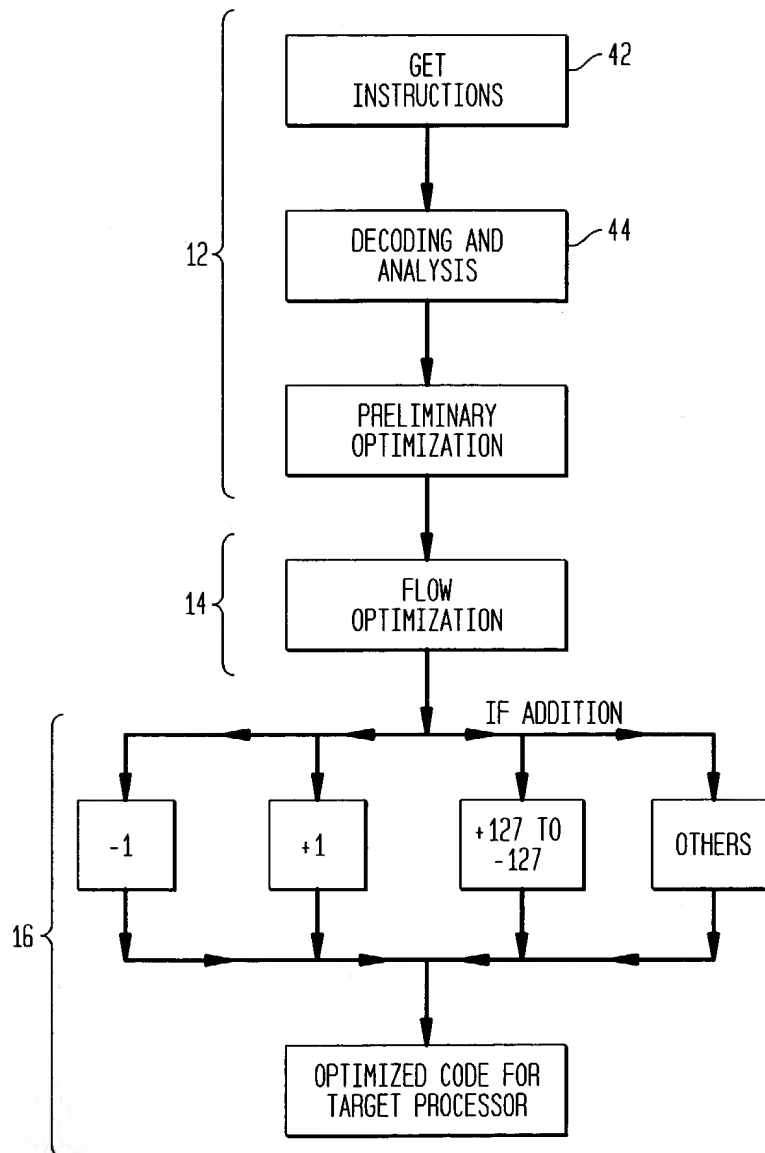 GET
INSTRUCTIONS
42
12
DECODING AND
ANALYSIS
44
PRELIMINARY
OPTIMIZATION
14
FLOW
OPTIMIZATION
IF ADDITION
16
-1
+1
+127 TO
-127
OTHERS
OPTIMIZED CODE FOR
TARGET PROCESSOR